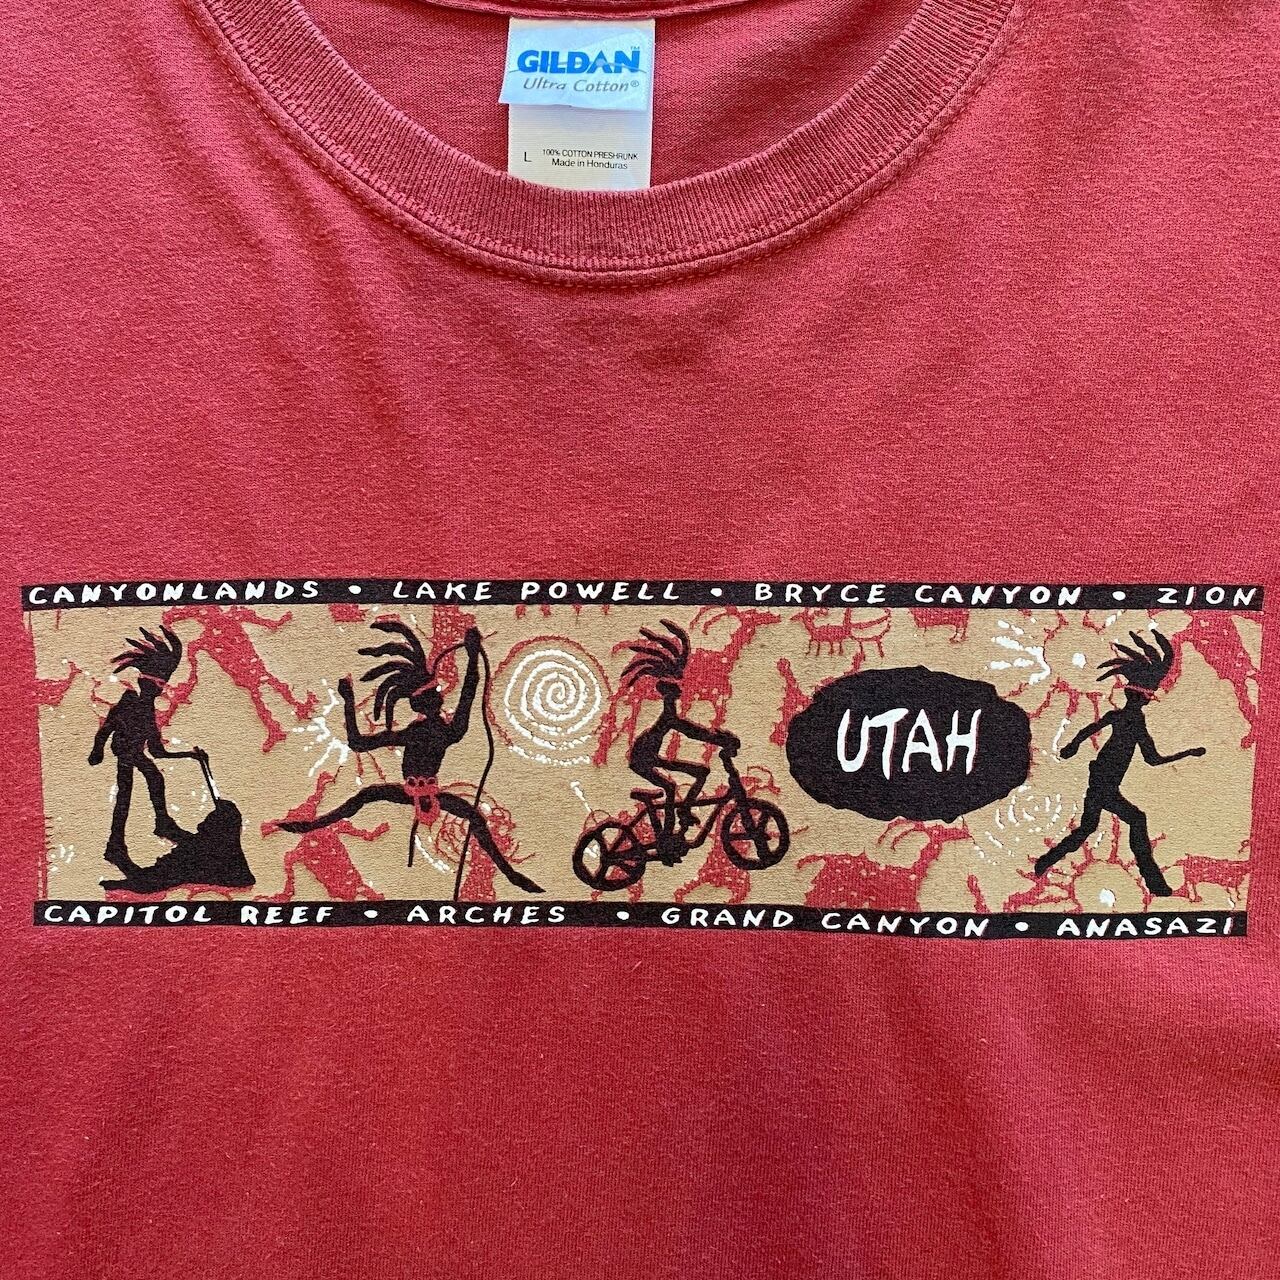 GILDAN™
Ultra Cotton®
L 100% COTTON PRESHRUNK
Made in Honduras
CANYONLANDS • LAKE POWELL • BRYCE CANYON • ZION
UTAH
CAPITOL REEF • ARCHES • GRAND CANYON • ANASAZI